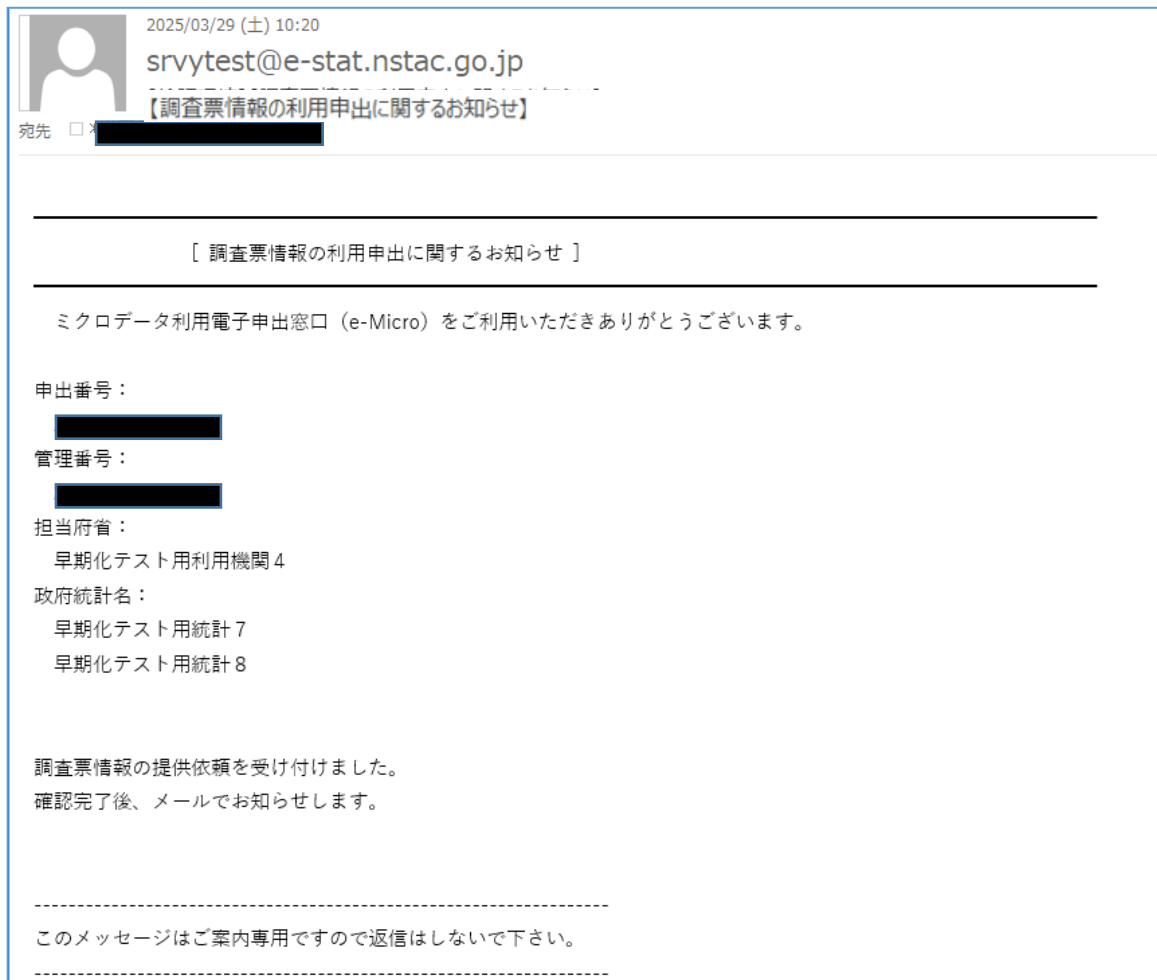 2025/03/29 (土) 10:20
srvytest@e-stat.nstac.go.jp
【調査票情報の利用申出に関するお知らせ】
宛先
[ 調査票情報の利用申出に関するお知らせ ]
ミクロデータ利用電子申出窓口（e-Micro）をご利用いただきありがとうございます。
申出番号：
管理番号：
担当府省：
早期化テスト用利用機関４
政府統計名：
早期化テスト用統計７
早期化テスト用統計８
調査票情報の提供依頼を受け付けました。
確認完了後、メールでお知らせします。
--------------------------------------------------------------------
このメッセージはご案内専用ですので返信はしないで下さい。
--------------------------------------------------------------------